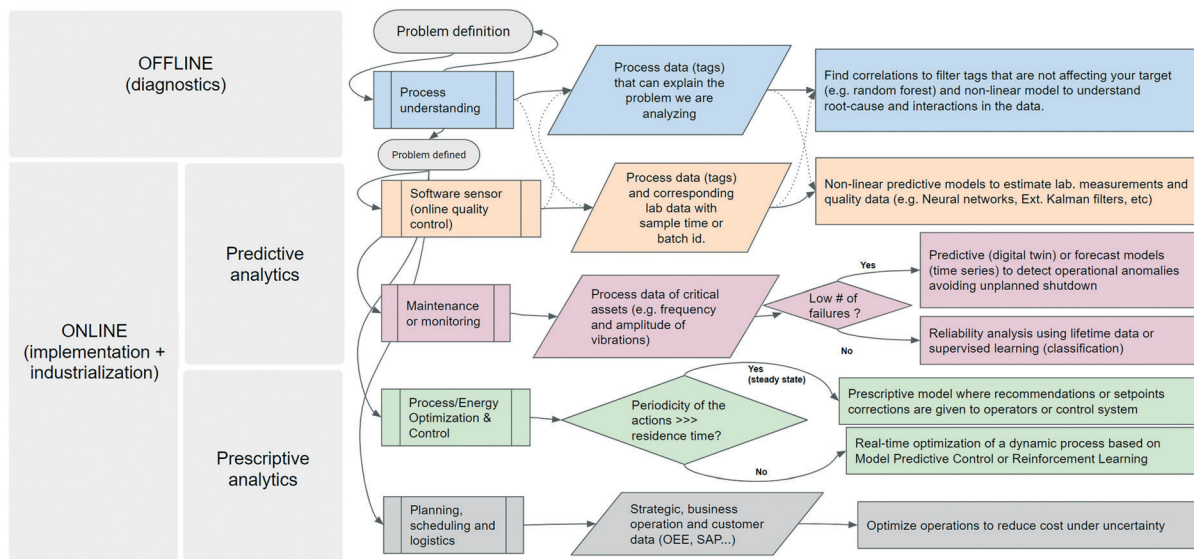 OFFLINE
(diagnostics)
ONLINE
(implementation +
industrialization)
Predictive
analytics
Prescriptive
analytics
Problem definition
Process
understanding
Process data (tags)
that can explain the
problem we are
analyzing
Find correlations to filter tags that are not affecting your target
(e.g. random forest) and non-linear model to understand
root-cause and interactions in the data.
Problem defined
Software sensor
(online quality
control)
Process data (tags)
and corresponding
lab data with
sample time or
batch id.
Non-linear predictive models to estimate lab. measurements and
quality data (e.g. Neural networks, Ext. Kalman filters, etc)
Maintenance
or monitoring
Process data of critical
assets (e.g. frequency
and amplitude of
vibrations)
Low # of
failures ?
Yes
Predictive (digital twin) or forecast models
(time series) to detect operational anomalies
avoiding unplanned shutdown
No
Reliability analysis using lifetime data or
supervised learning (classification)
Process/Energy
Optimization &
Control
Periodicity of the
actions >>>
residence time?
Yes
(steady state)
Prescriptive model where recommendations or setpoints
corrections are given to operators or control system
No
Real-time optimization of a dynamic process based on
Model Predictive Control or Reinforcement Learning
Planning,
scheduling and
logistics
Strategic, business
operation and customer
data (OEE, SAP...)
Optimize operations to reduce cost under uncertainty